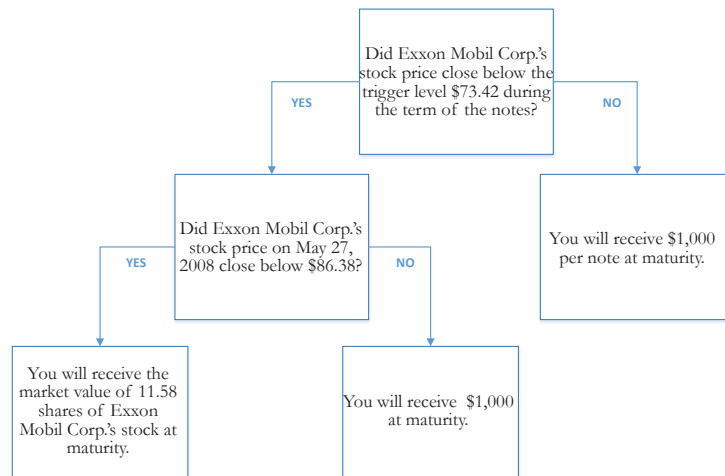 Did Exxon Mobil Corp.'s
stock price close below the
trigger level $73.42 during
the term of the notes?
YES
NO
Did Exxon Mobil Corp.'s
stock price on May 27,
2008 close below $86.38?
You will receive $1,000
per note at maturity.
YES
NO
You will receive the
market value of 11.58
shares of Exxon
Mobil Corp.'s stock at
maturity.
You will receive $1,000
at maturity.